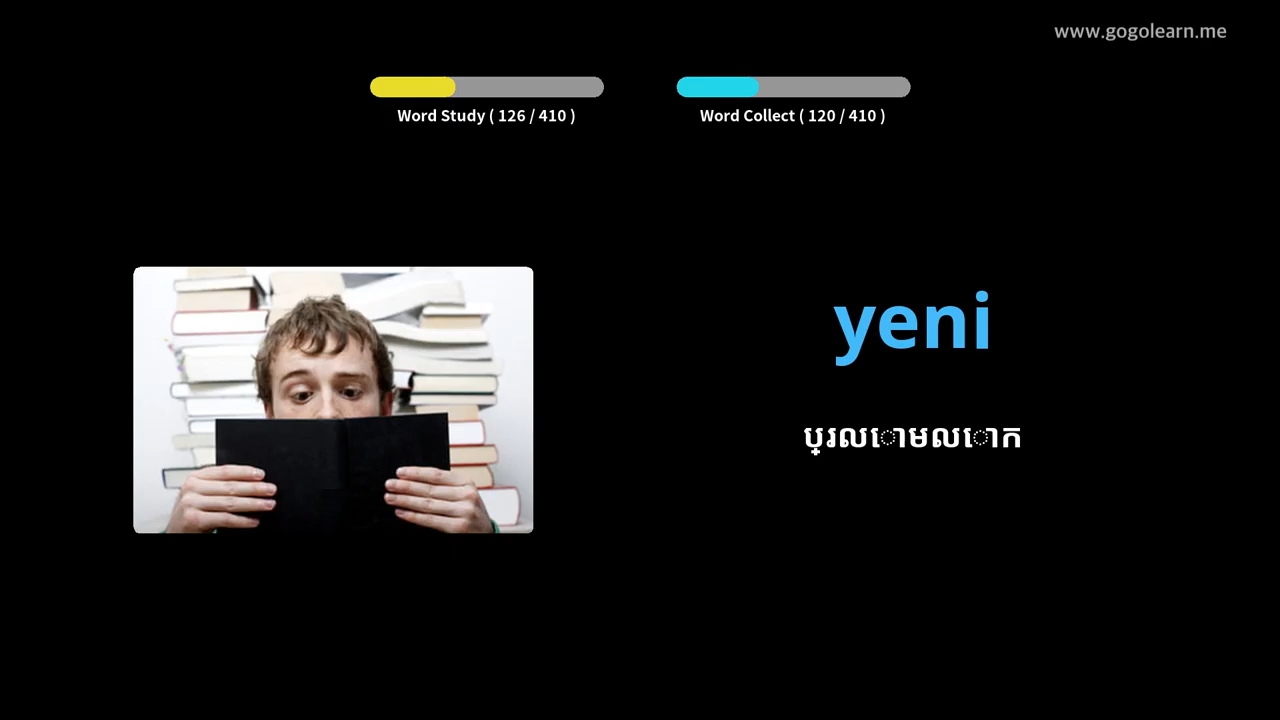 www.gogolearn.me
Word Study ( 126 / 410 )
Word Collect ( 120 / 410 )
yeni
ប្រលោមលោក